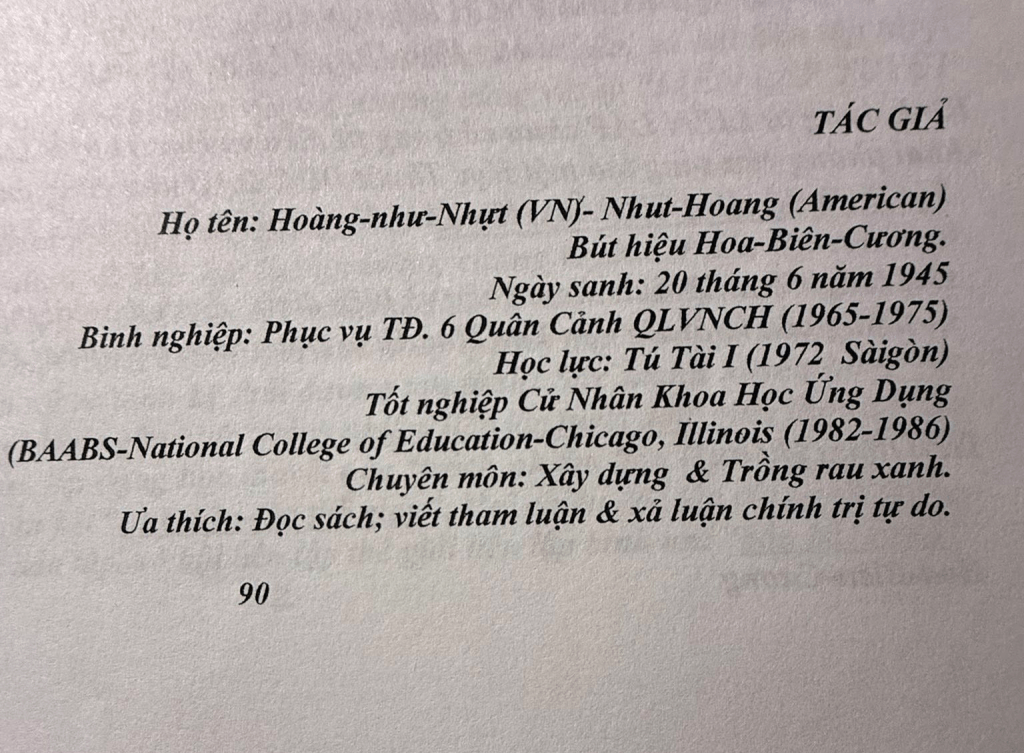 TÁC GIẢ
Họ tên: Hoàng-như-Nhựt (VN)- Nhut-Hoang (American)
Bút hiệu Hoa-Biên-Cương.
Ngày sanh: 20 tháng 6 năm 1945
Binh nghiệp: Phục vụ TĐ. 6 Quân Cảnh QLVNCH (1965-1975)
Học lực: Tú Tài I (1972 Sàigòn)
Tốt nghiệp Cử Nhân Khoa Học Ứng Dụng
(BAABS-National College of Education-Chicago, Illinois (1982-1986)
Chuyên môn: Xây dựng & Trồng rau xanh.
Ưa thích: Đọc sách; viết tham luận & xả luận chính trị tự do.
90